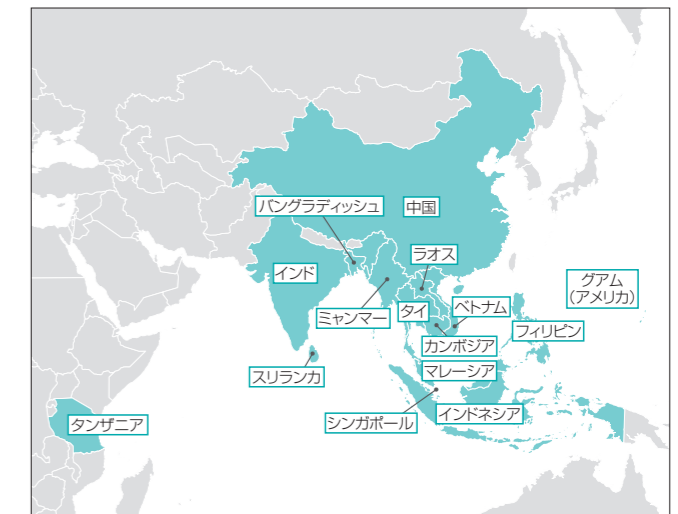 バングラディッシュ
中国
ラオス
インド
グアム
（アメリカ）
ミャンマー
タイ
ベトナム
フィリピン
カンボジア
スリランカ
マレーシア
シンガポール
インドネシア
タンザニア